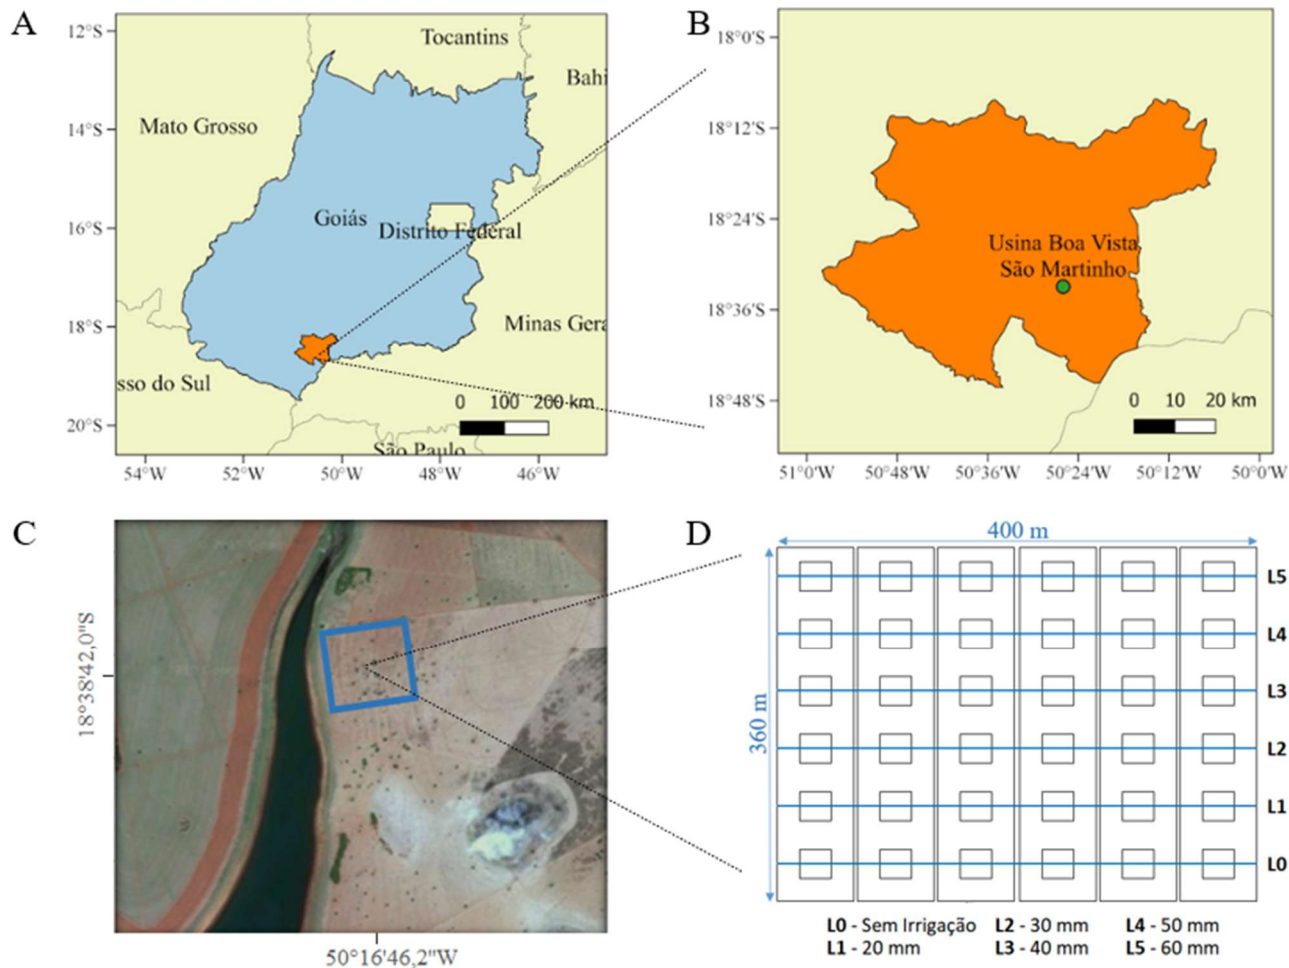 A
12°S
14°S
16°S
18°S
20°S
54°W
52°W
50°W
48°W
46°W
Tocantins
Bahi
Mato Grosso
Goiás
Distrito Federal
Minas Gera
sso do Sul
0 100 200 km
São Paulo
B
18°0'S
18°12'S
18°24'S
18°36'S
18°48'S
51°0'W
50°48'W
50°36'W
50°24'W
50°12'W
50°0'W
Usina Boa Vista
São Martinho
0 10 20 km
C
18°38'42,0"S
50°16'46,2"W
D
400 m
360 m
L5
L4
L3
L2
L1
L0
L0 - Sem Irrigação L2 - 30 mm L4 - 50 mm
L1 - 20 mm L3 - 40 mm L5 - 60 mm